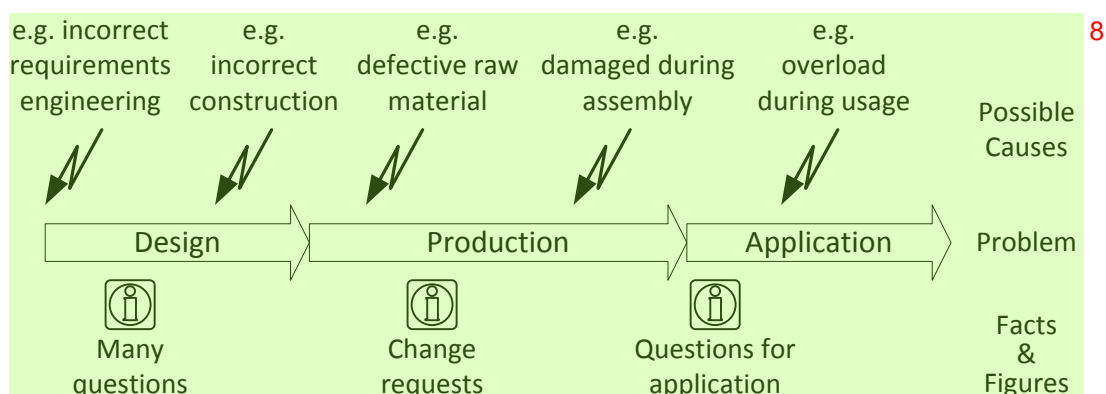 e.g. incorrect
requirements
engineering
e.g.
incorrect
construction
e.g.
defective raw
material
e.g.
damaged during
assembly
e.g.
overload
during usage
8
Possible
Causes
Design
Production
Application
Problem
Many
questions
Change
requests
Questions for
application
Facts
&
Figures